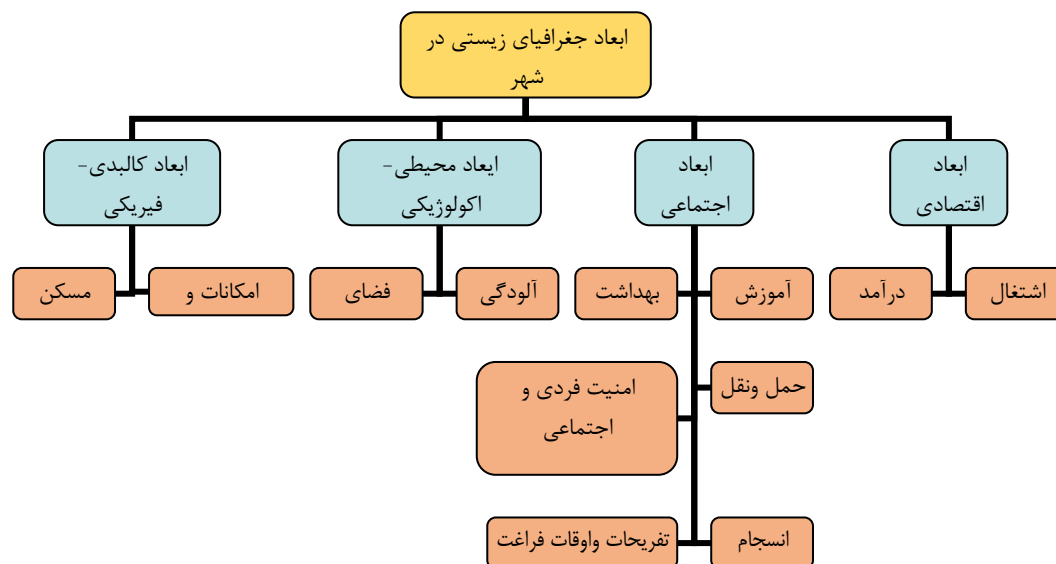 ابعاد جغرافیای زیستی در
شهر
ابعاد
اقتصادی
ابعاد
اجتماعی
ایعاد محیطی-
اکولوژیکی
ابعاد کالبدی-
فیریکی
اشتغال
درآمد
آموزش
بهداشت
آلودگی
فضای
امکانات و
مسکن
حمل ونقل
امنیت فردی و
اجتماعی
انسجام
تفریحات واوقات فراغت